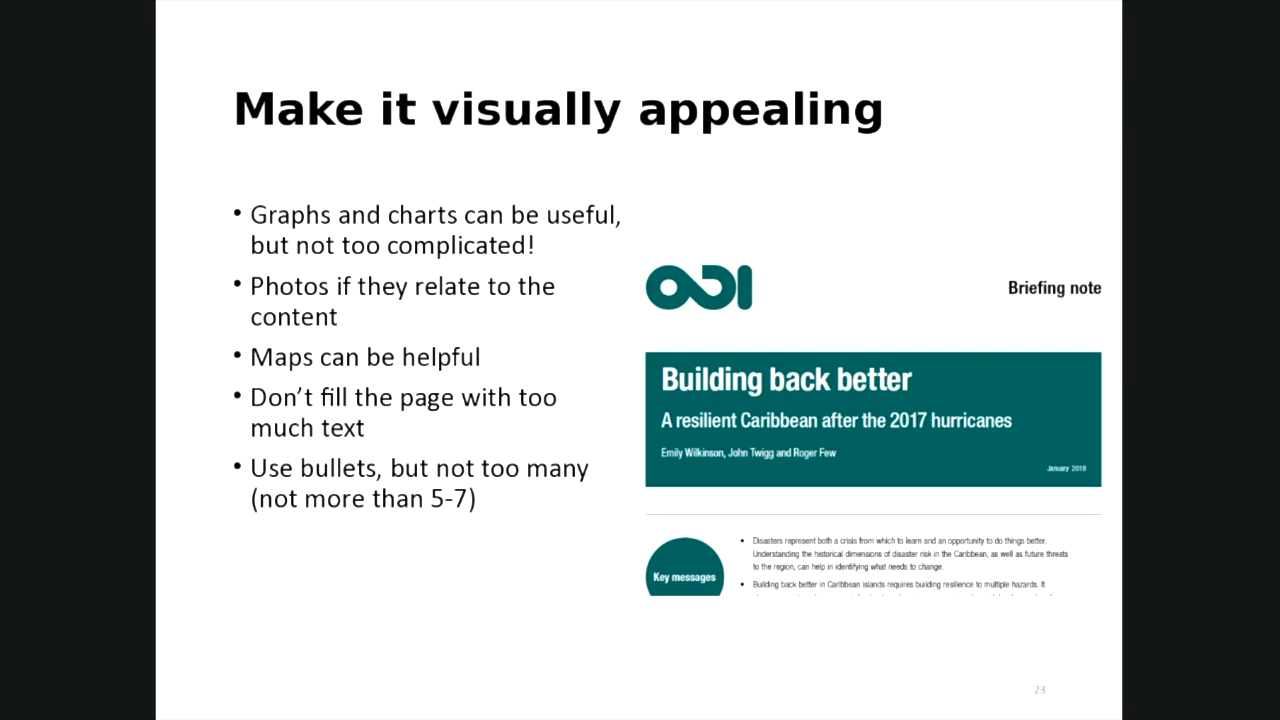 Make it visually appealing
• Graphs and charts can be useful,
but not too complicated!
• Photos if they relate to the
content
• Maps can be helpful
• Don’t fill the page with too
much text
• Use bullets, but not too many
(not more than 5-7)
ODI
Briefing note
Building back better
A resilient Caribbean after the 2017 hurricanes
Emily Wilkinson, John Twigg and Roger Few
January 2018
Key messages
• Disasters represent both a crisis from which to learn and an opportunity to do things better.
Understanding the historical dimensions of disaster risk in the Caribbean, as well as future threats
to the region, can help in identifying what needs to change.
• Building back better in Caribbean islands requires building resilience to multiple hazards. It
23